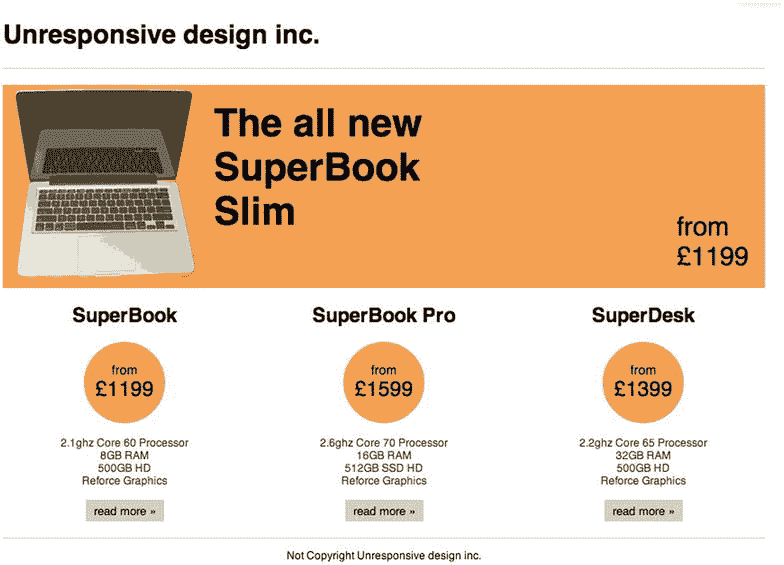 Unresponsive design inc.
The all new
SuperBook
Slim
from
£1199
SuperBook
from
£1199
2.1ghz Core 60 Processor
8GB RAM
500GB HD
Reforce Graphics
read more »
SuperBook Pro
from
£1599
2.6ghz Core 70 Processor
16GB RAM
512GB SSD HD
Reforce Graphics
read more »
SuperDesk
from
£1399
2.2ghz Core 65 Processor
32GB RAM
500GB HD
Reforce Graphics
read more »
Not Copyright Unresponsive design inc.